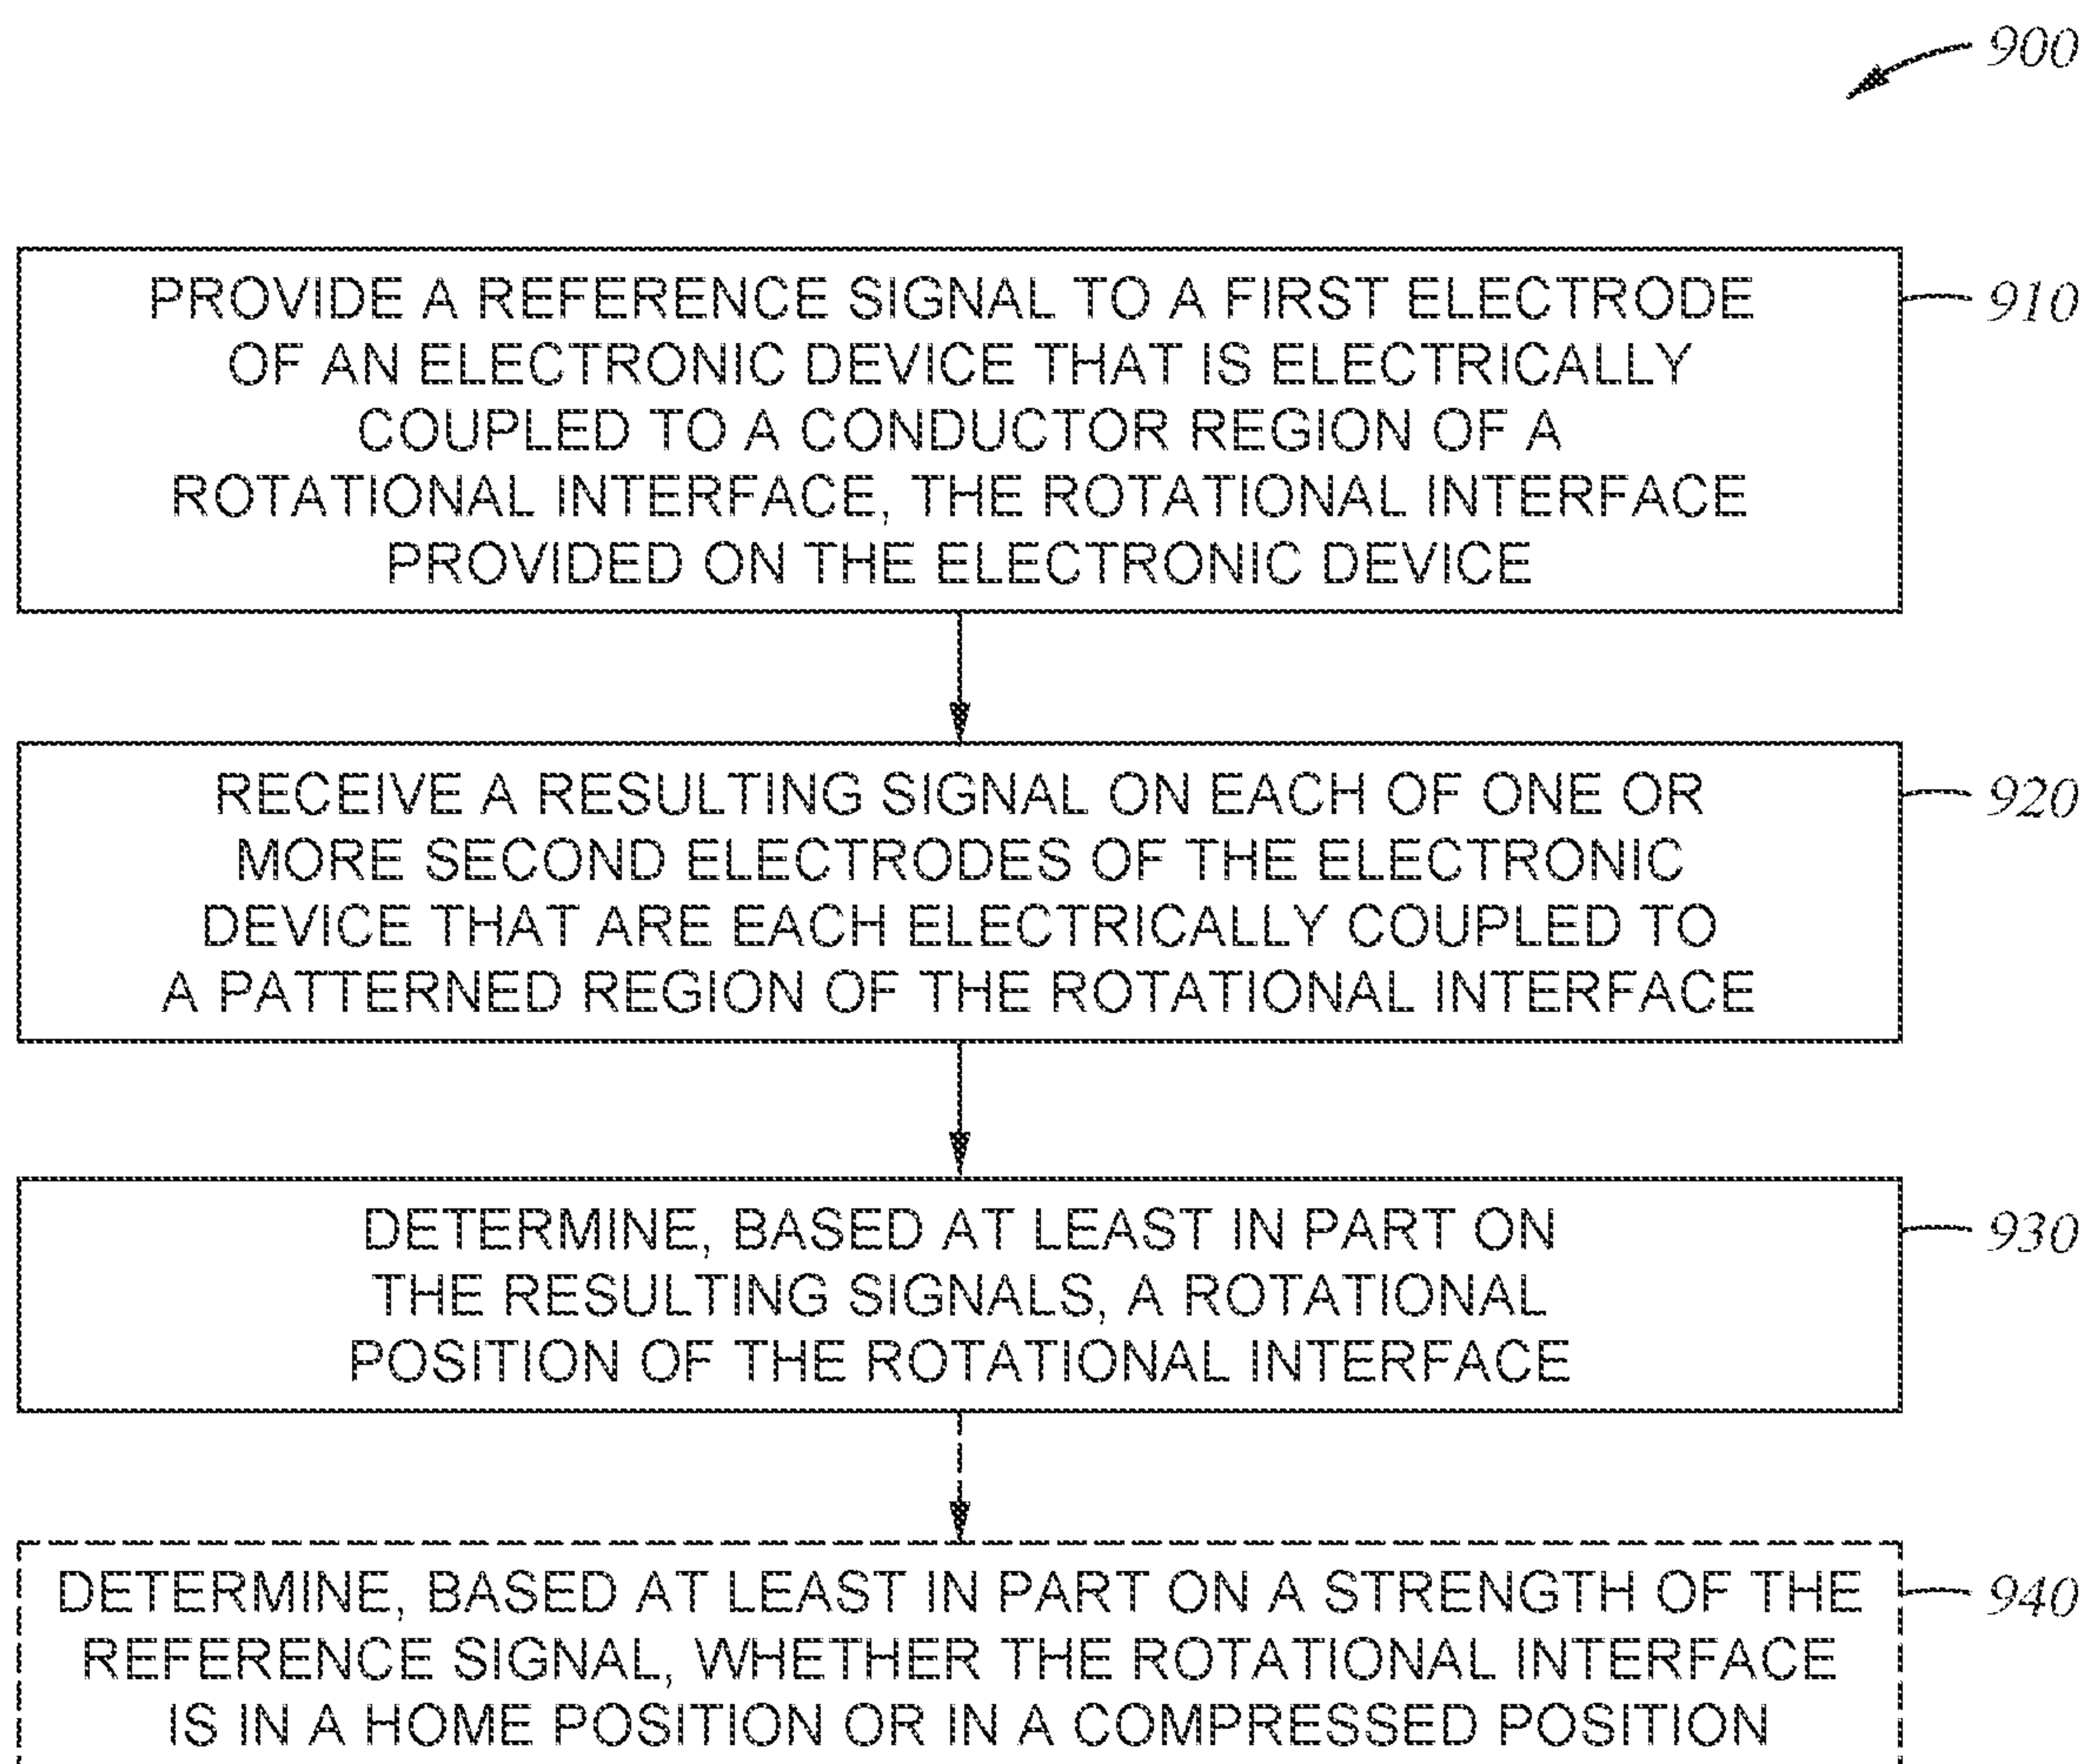 900
PROVIDE A REFERENCE SIGNAL TO A FIRST ELECTRODE
OF AN ELECTRONIC DEVICE THAT IS ELECTRICALLY
COUPLED TO A CONDUCTOR REGION OF A
ROTATIONAL INTERFACE, THE ROTATIONAL INTERFACE
PROVIDED ON THE ELECTRONIC DEVICE
910
RECEIVE A RESULTING SIGNAL ON EACH OF ONE OR
MORE SECOND ELECTRODES OF THE ELECTRONIC
DEVICE THAT ARE EACH ELECTRICALLY COUPLED TO
A PATTERNED REGION OF THE ROTATIONAL INTERFACE
920
DETERMINE, BASED AT LEAST IN PART ON
THE RESULTING SIGNALS, A ROTATIONAL
POSITION OF THE ROTATIONAL INTERFACE
930
DETERMINE, BASED AT LEAST IN PART ON A STRENGTH OF THE
REFERENCE SIGNAL, WHETHER THE ROTATIONAL INTERFACE
IS IN A HOME POSITION OR IN A COMPRESSED POSITION
940